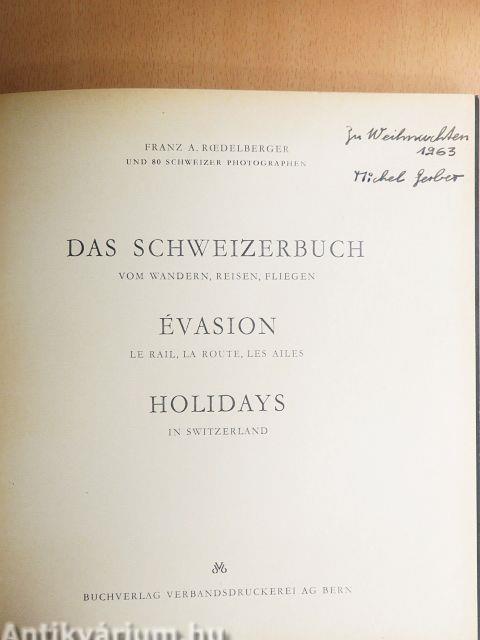 FRANZ A. RŒDELBERGER
UND 80 SCHWEIZER PHOTOGRAPHEN
Zu Weihnachten
1963
Michel Gerber
DAS SCHWEIZERBUCH
VOM WANDERN, REISEN, FLIEGEN
ÉVASION
LE RAIL, LA ROUTE, LES AILES
HOLIDAYS
IN SWITZERLAND
BUCHVERLAG VERBANDSDRUCKEREI AG BERN
Antikvárium.hu